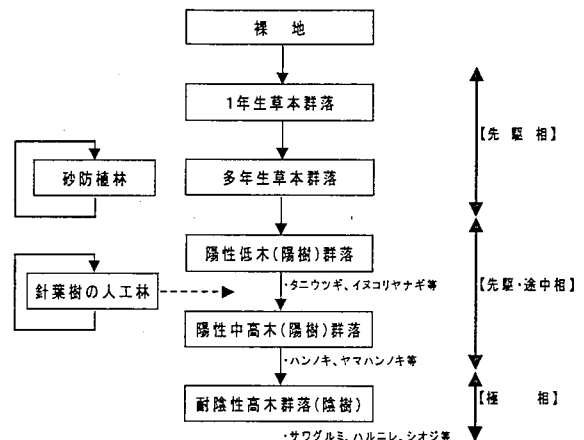 裸 地
1年生草本群落
【先 駆 相】
砂防植林
多年生草本群落
陽性低木(陽樹)群落
・タニウツギ、イヌコリヤナギ等
針葉樹の人工林
【先駆・途中相】
陽性中高木(陽樹)群落
・ハンノキ、ヤマハンノキ等
耐陰性高木群落(陰樹)
【極 相】
・サワグルミ、ハルニレ、シオジ等